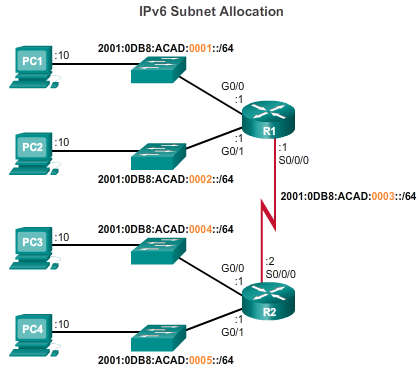 IPv6 Subnet Allocation
PC1
:10
2001:0DB8:ACAD:0001::/64
G0/0
:1
R1
PC2
:10
:1
G0/1
2001:0DB8:ACAD:0002::/64
:1
S0/0/0
2001:0DB8:ACAD:0003::/64
PC3
:10
2001:0DB8:ACAD:0004::/64
:2
S0/0/0
G0/0
:1
R2
PC4
:10
:1
G0/1
2001:0DB8:ACAD:0005::/64